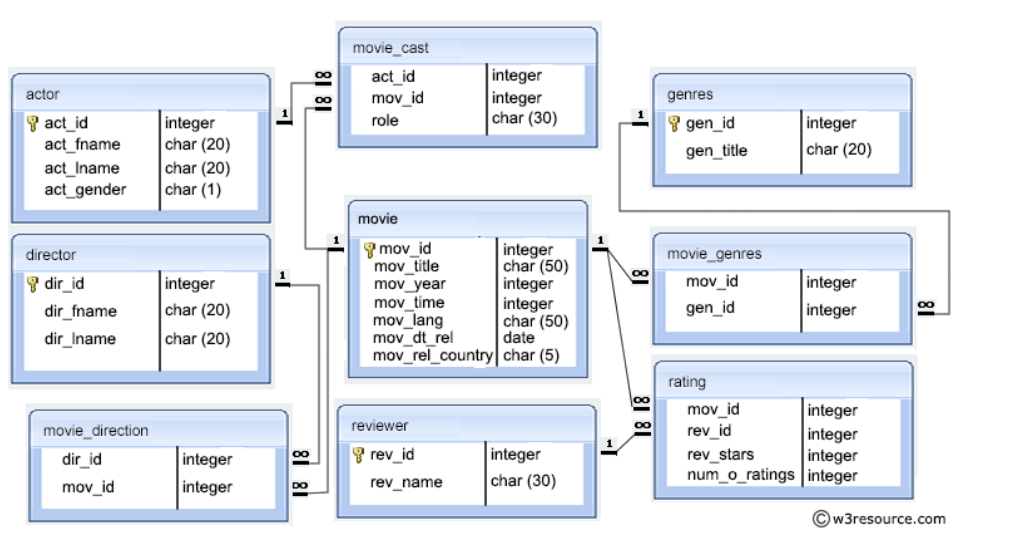 movie_cast
act_id integer
mov_id integer
role char (30)
actor
act_id integer
act_fname char (20)
act_lname char (20)
act_gender char (1)
genres
gen_id integer
gen_title char (20)
director
dir_id integer
dir_fname char (20)
dir_lname char (20)
movie
mov_id integer
mov_title char (50)
mov_year integer
mov_time integer
mov_lang char (50)
mov_dt_rel date
mov_rel_country char (5)
movie_genres
mov_id integer
gen_id integer
movie_direction
dir_id integer
mov_id integer
reviewer
rev_id integer
rev_name char (30)
rating
mov_id integer
rev_id integer
rev_stars integer
num_o_ratings integer
1 ∞
1 ∞
1 ∞
1 ∞
1 ∞
∞
∞
1 ∞
©w3resource.com